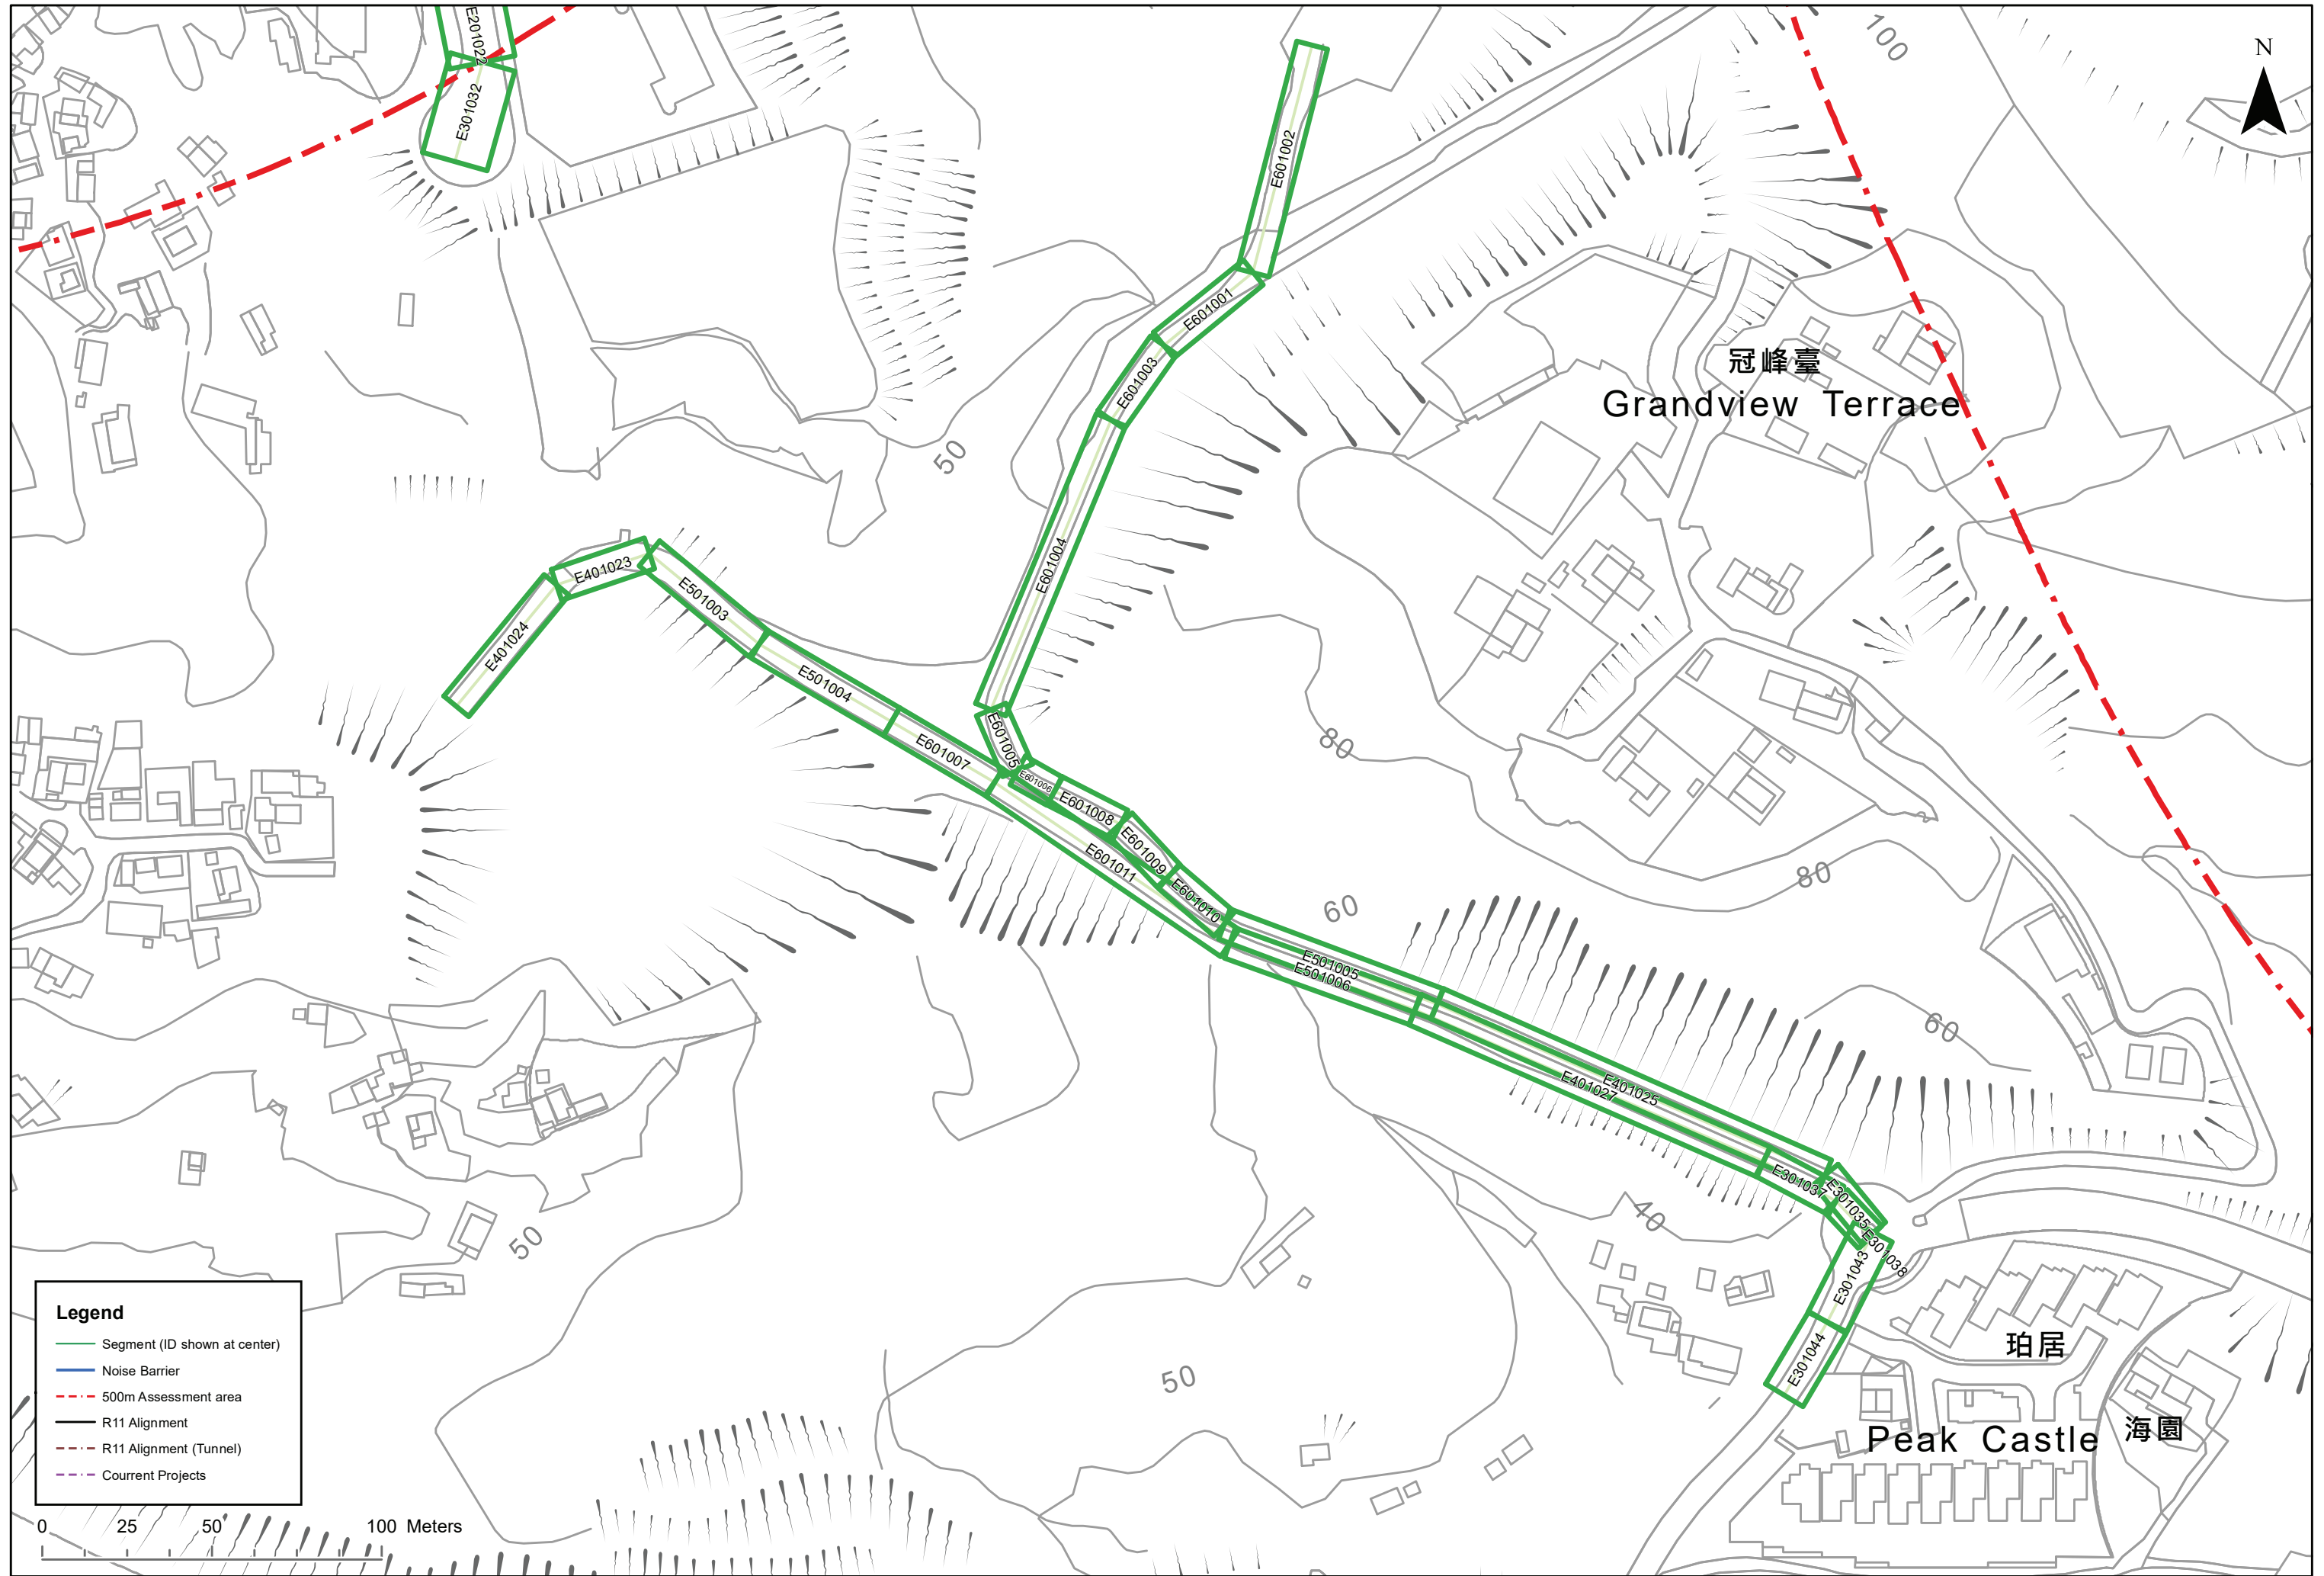 E201022
E301032
100
N
E601002
E601001
冠峰臺
Grandview Terrace
E601003
50
E601004
E401023
E501003
E401024
E501004
E601005
80
E601007
E601006
E601008
E601009
E601011
80
E601010
60
E501005
E501006
60
E401025
E401027
E301037
E301035
40
E301038
50
E301043
E301044
珀居
50
Peak Castle
海園
Legend
Segment (ID shown at center)
Noise Barrier
500m Assessment area
R11 Alignment
R11 Alignment (Tunnel)
Courrent Projects
0 25 50 100 Meters